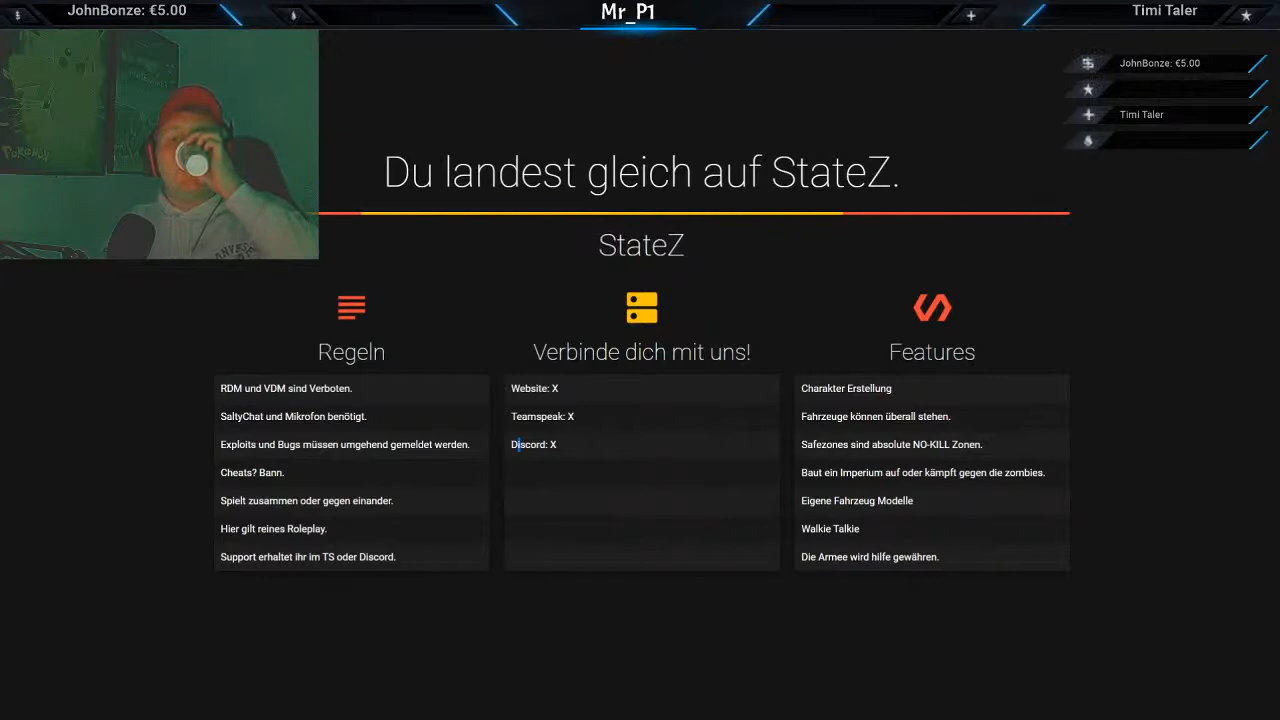 JohnBonze: €5.00
Mr_P1
Timi Taler
JohnBonze: €5.00
Timi Taler
POKéMON
Du landest gleich auf StateZ.
StateZ
Regeln
RDM und VDM sind Verboten.
SaltyChat und Mikrofon benötigt.
Exploits und Bugs müssen umgehend gemeldet werden.
Cheats? Bann.
Spielt zusammen oder gegen einander.
Hier gilt reines Roleplay.
Support erhaltet ihr im TS oder Discord.
Verbinde dich mit uns!
Website: X
Teamspeak: X
Discord: X
Features
Charakter Erstellung
Fahrzeuge können überall stehen.
Safezones sind absolute NO-KILL Zonen.
Baut ein Imperium auf oder kämpft gegen die zombies.
Eigene Fahrzeug Modelle
Walkie Talkie
Die Armee wird hilfe gewähren.